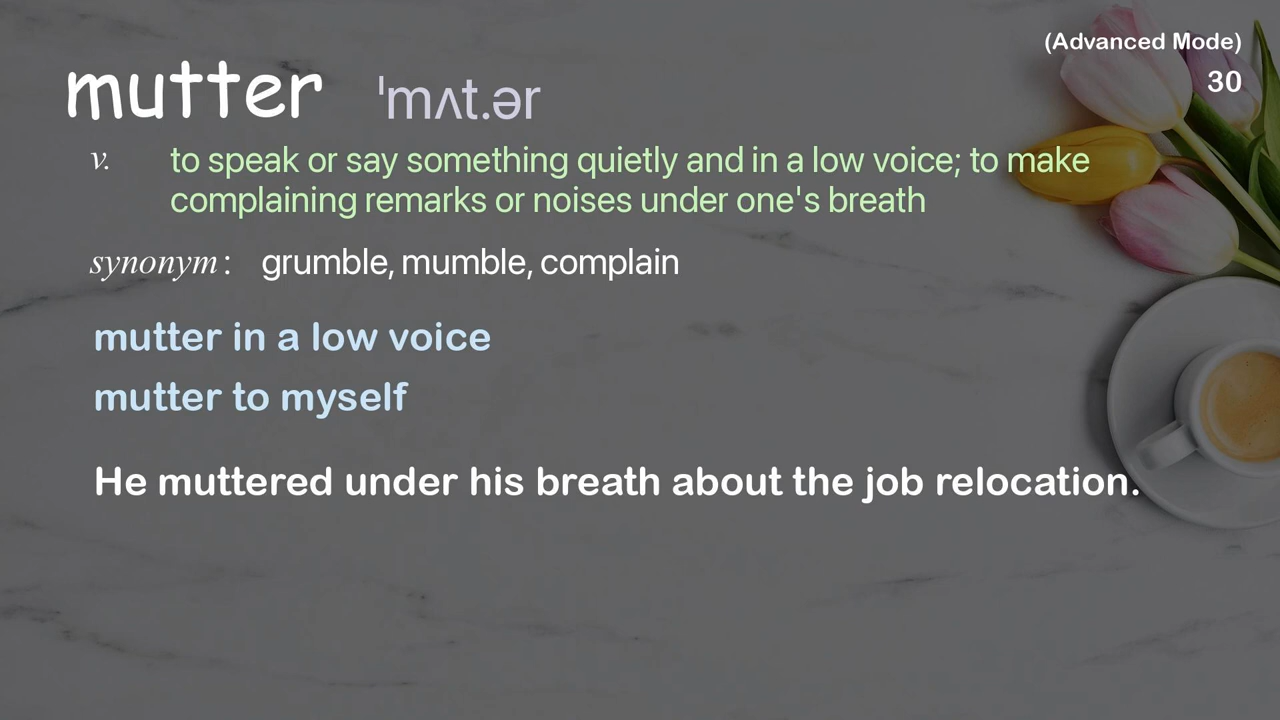 (Advanced Mode)
mutter ˈmʌt.ər
30
v. to speak or say something quietly and in a low voice; to make
complaining remarks or noises under one's breath
synonym : grumble, mumble, complain
mutter in a low voice
mutter to myself
He muttered under his breath about the job relocation.